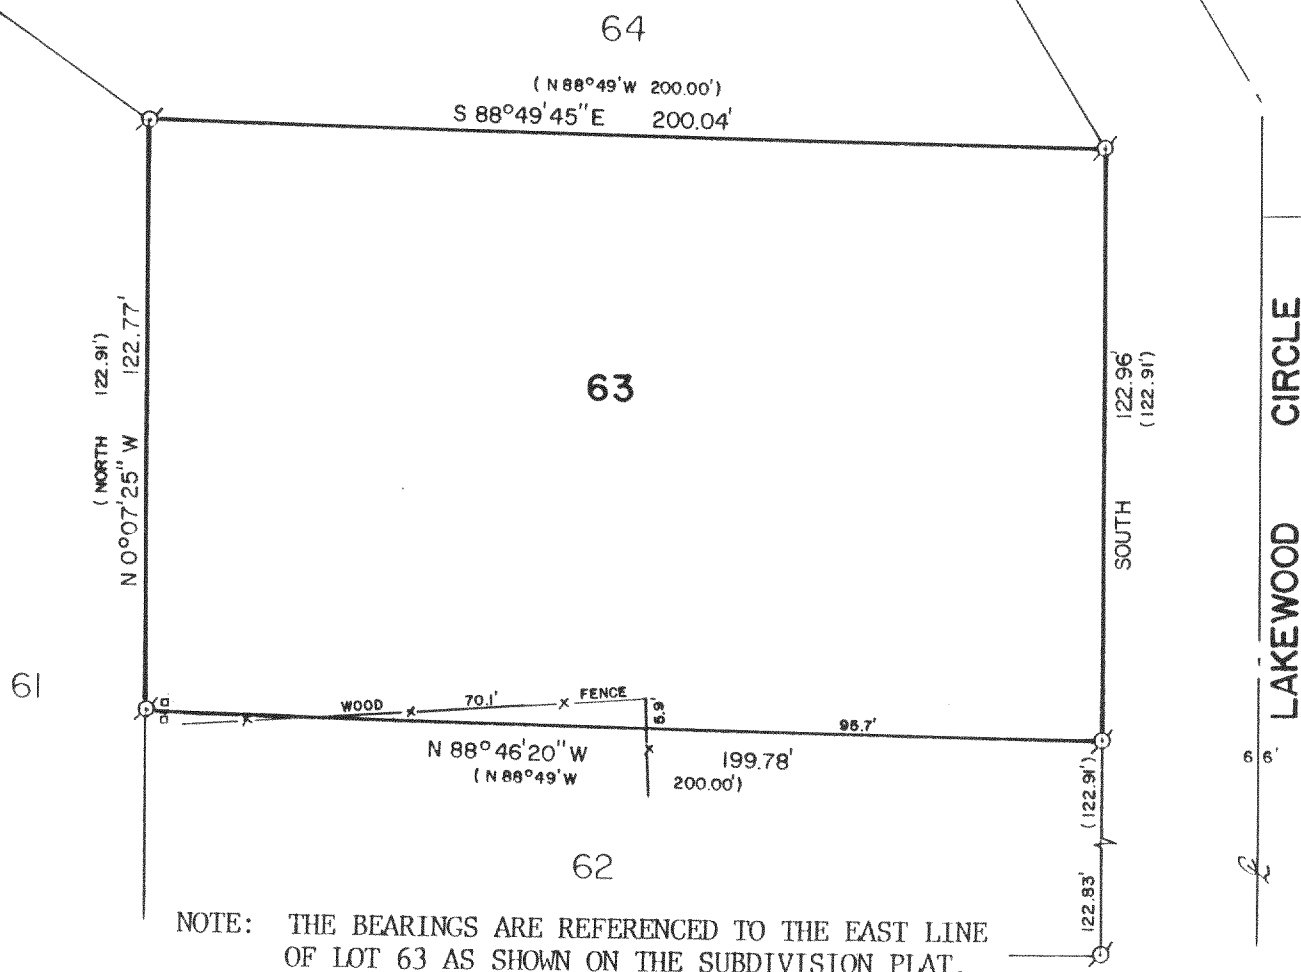 64
(N 88°49'W 200.00')
S 88°49'45"E 200.04'
(NORTH 122.91')
N 0°07'25" W 122.77'
63
122.96'
(122.91')
SOUTH
LAKEWOOD CIRCLE
61
WOOD 70.1' FENCE
5.9
95.7'
N 88°46'20"W 199.78'
(N 88°49'W 200.00')
66'
(122.91')
62
122.83'
NOTE: THE BEARINGS ARE REFERENCED TO THE EAST LINE
OF LOT 63 AS SHOWN ON THE SUBDIVISION PLAT.